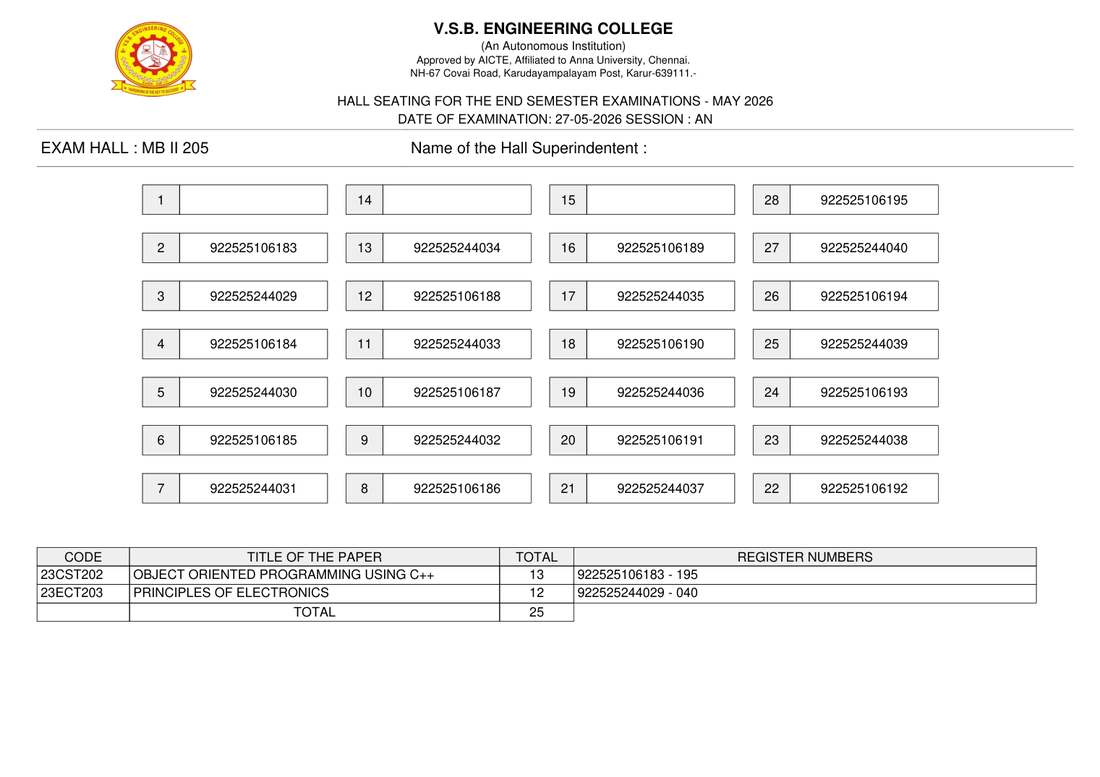 V.S.B. ENGINEERING COLLEGE
(An Autonomous Institution)
Approved by AICTE, Affiliated to Anna University, Chennai.
NH-67 Covai Road, Karudayampalayam Post, Karur-639111.-
HALL SEATING FOR THE END SEMESTER EXAMINATIONS - MAY 2026
DATE OF EXAMINATION: 27-05-2026 SESSION : AN
EXAM HALL : MB II 205 Name of the Hall Superindentent :
1 14 15 28 922525106195
2 922525106183 13 922525244034 16 922525106189 27 922525244040
3 922525244029 12 922525106188 17 922525244035 26 922525106194
4 922525106184 11 922525244033 18 922525106190 25 922525244039
5 922525244030 10 922525106187 19 922525244036 24 922525106193
6 922525106185 9 922525244032 20 922525106191 23 922525244038
7 922525244031 8 922525106186 21 922525244037 22 922525106192
CODE TITLE OF THE PAPER TOTAL REGISTER NUMBERS
23CST202 OBJECT ORIENTED PROGRAMMING USING C++ 13 922525106183 - 195
23ECT203 PRINCIPLES OF ELECTRONICS 12 922525244029 - 040
TOTAL 25